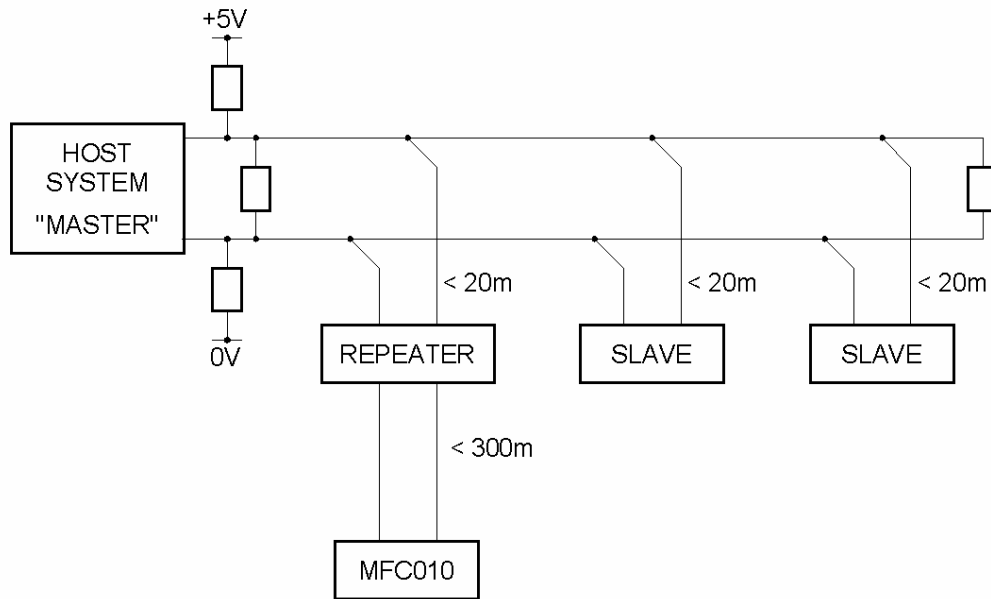 +5V
HOST
SYSTEM
"MASTER"
< 20m
< 20m
< 20m
0V
REPEATER
SLAVE
SLAVE
< 300m
MFC010